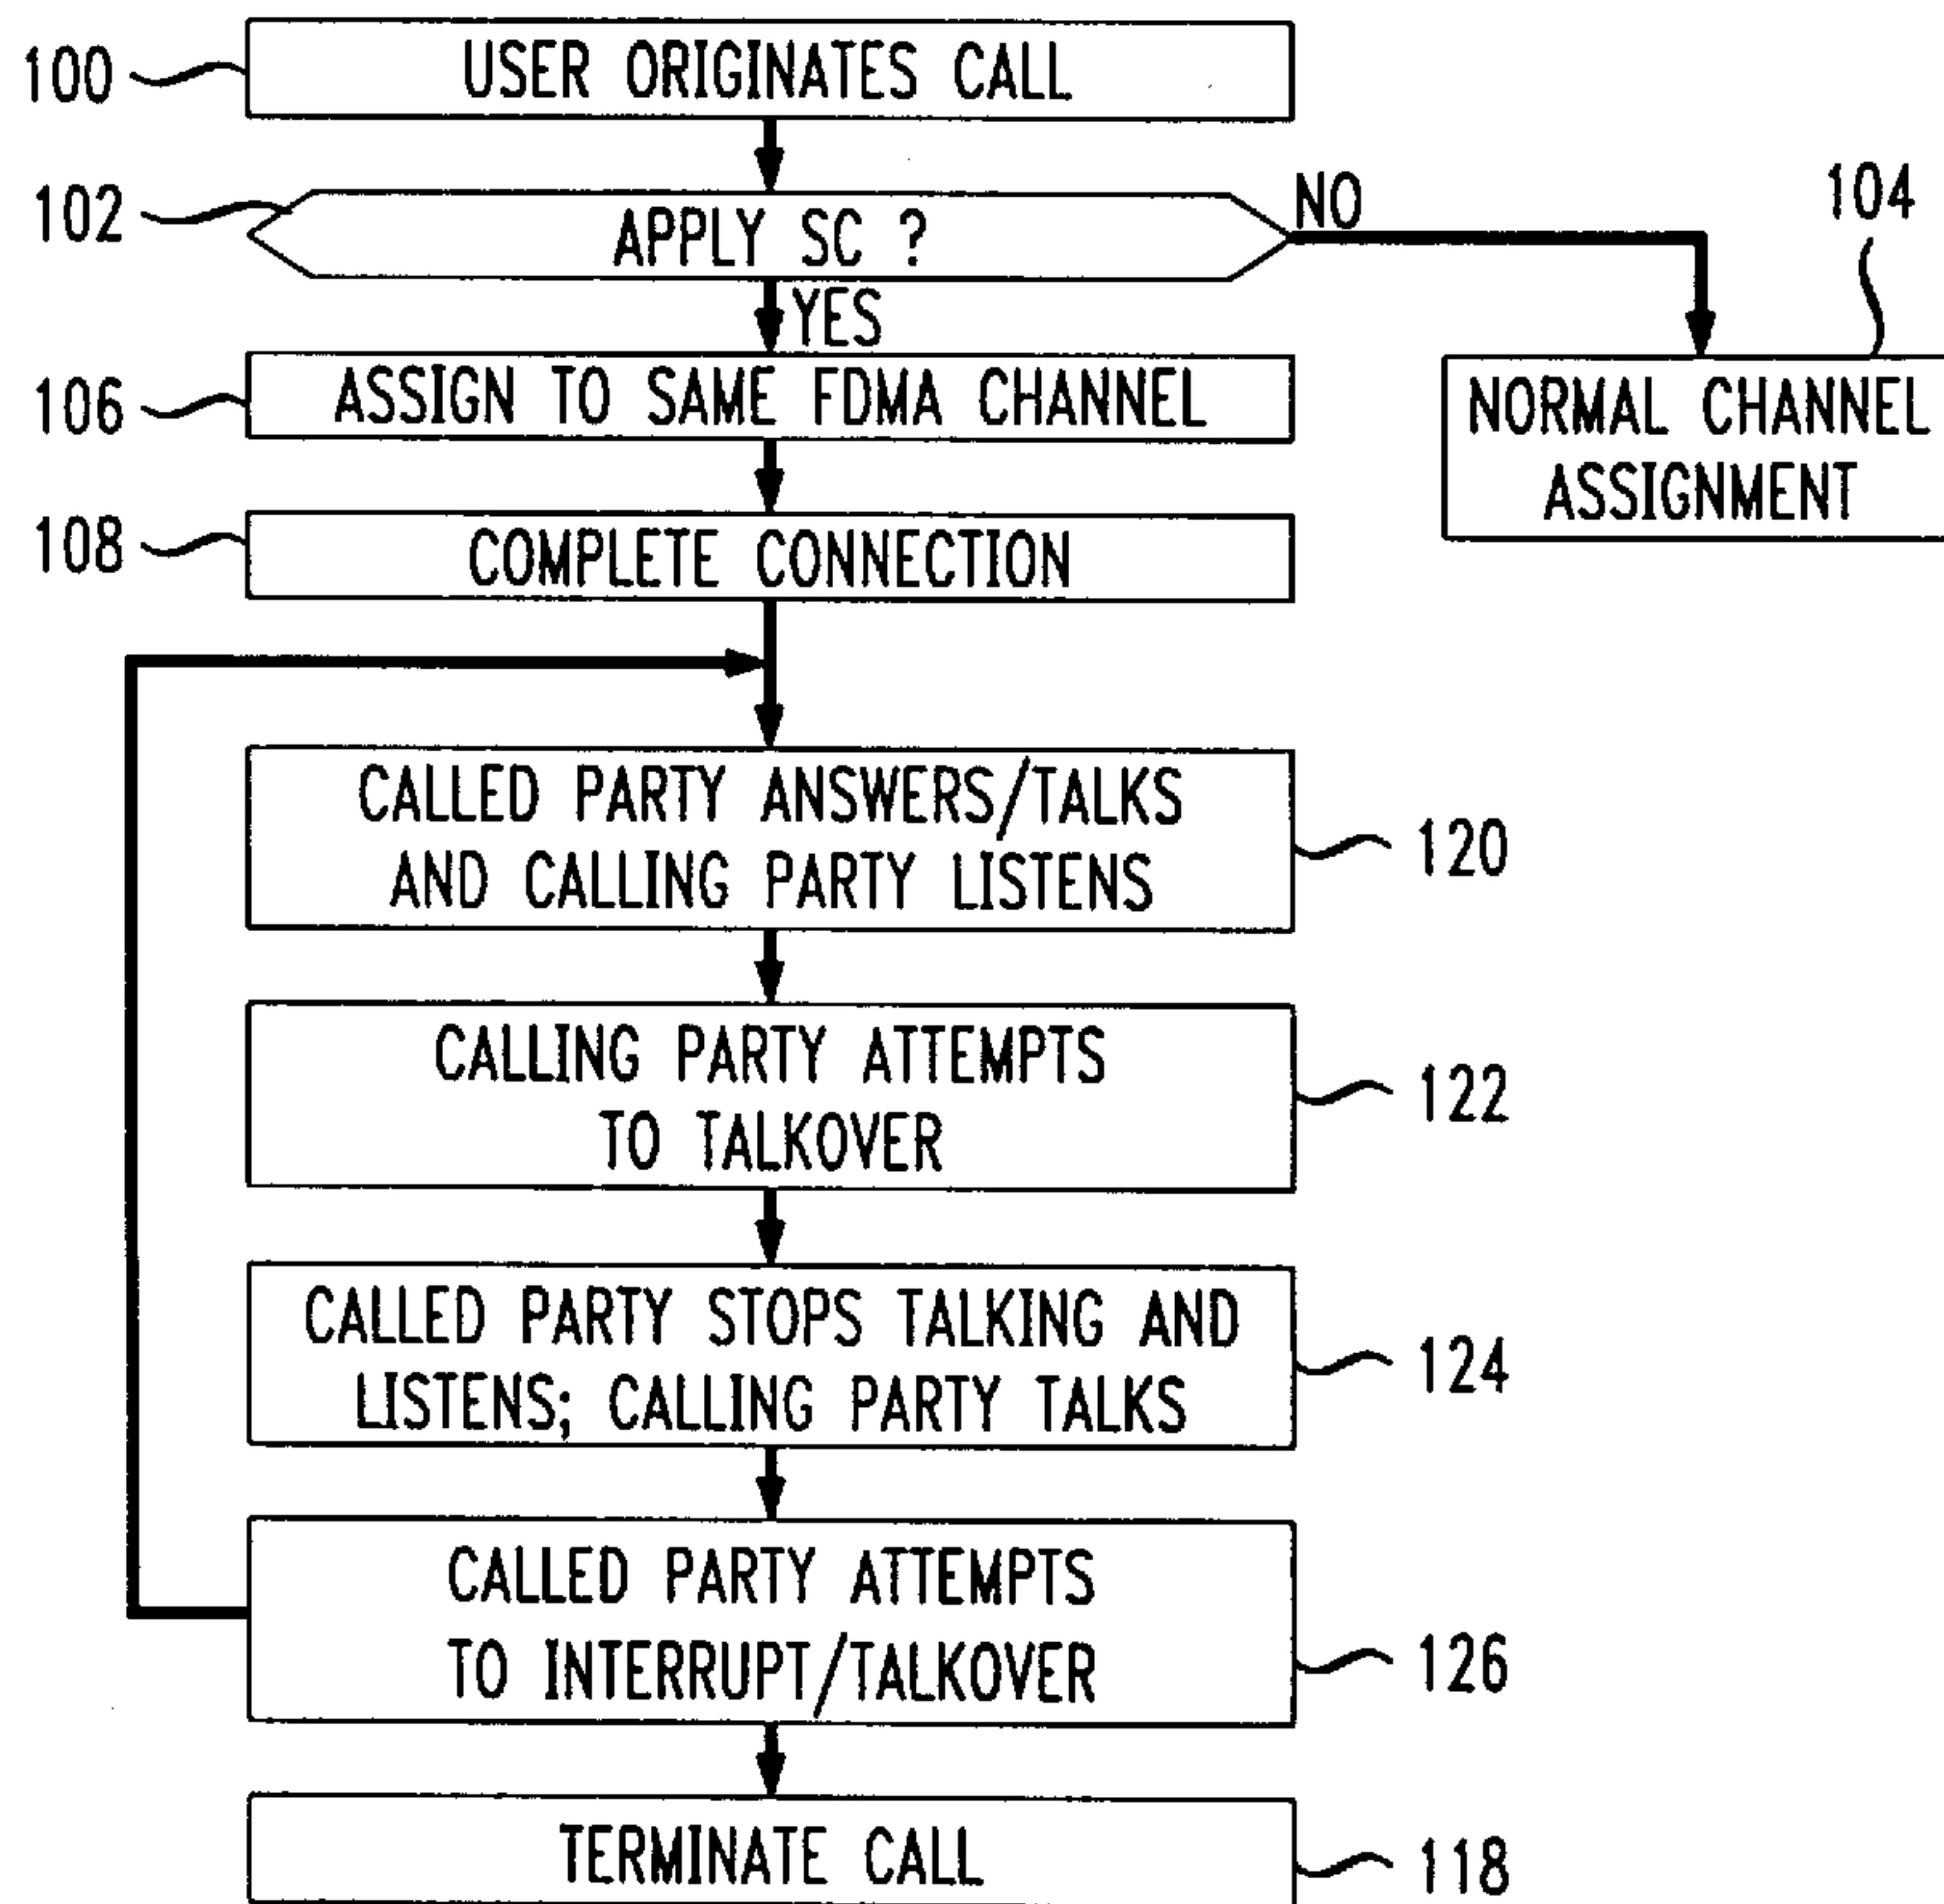 100
USER ORIGINATES CALL
102
APPLY SC ?
NO
104
YES
106
ASSIGN TO SAME FDMA CHANNEL
NORMAL CHANNEL
ASSIGNMENT
108
COMPLETE CONNECTION
CALLED PARTY ANSWERS/TALKS
AND CALLING PARTY LISTENS
120
CALLING PARTY ATTEMPTS
TO TALKOVER
122
CALLED PARTY STOPS TALKING AND
LISTENS; CALLING PARTY TALKS
124
CALLED PARTY ATTEMPTS
TO INTERRUPT/TALKOVER
126
TERMINATE CALL
118